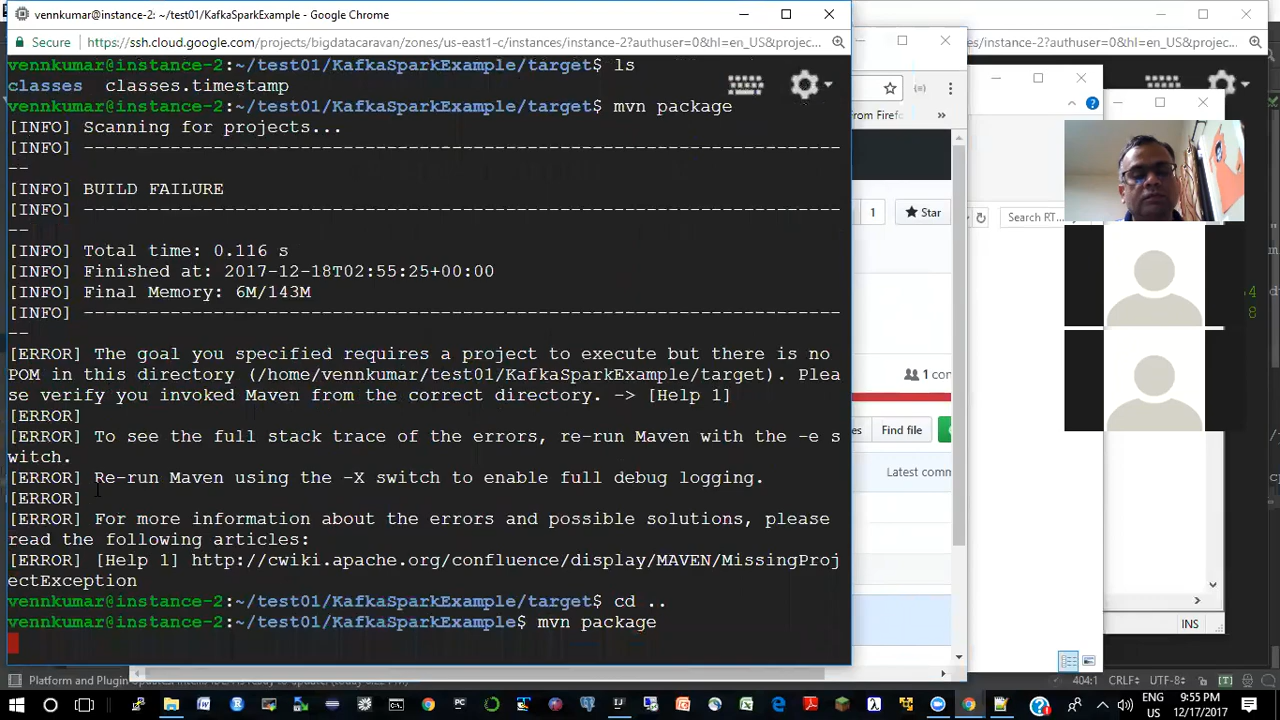 vennkumar@instance-2: ~/test01/KafkaSparkExample - Google Chrome
Secure
https://ssh.cloud.google.com/projects/bigdatacaravan/zones/us-east1-c/instances/instance-2?authuser=0&hl=en_US&projec...
vennkumar@instance-2:~/test01/KafkaSparkExample/target$ ls
classes classes.timestamp
vennkumar@instance-2:~/test01/KafkaSparkExample/target$ mvn package
[INFO] Scanning for projects...
[INFO] ----------------------------------------------------------------------
--
[INFO] BUILD FAILURE
[INFO] ----------------------------------------------------------------------
--
[INFO] Total time: 0.116 s
[INFO] Finished at: 2017-12-18T02:55:25+00:00
[INFO] Final Memory: 6M/143M
[INFO] ----------------------------------------------------------------------
--
[ERROR] The goal you specified requires a project to execute but there is no
POM in this directory (/home/vennkumar/test01/KafkaSparkExample/target). Plea
se verify you invoked Maven from the correct directory. -> [Help 1]
[ERROR]
[ERROR] To see the full stack trace of the errors, re-run Maven with the -e s
witch.
[ERROR] Re-run Maven using the -X switch to enable full debug logging.
[ERROR]
[ERROR] For more information about the errors and possible solutions, please
read the following articles:
[ERROR] [Help 1] http://cwiki.apache.org/confluence/display/MAVEN/MissingProj
ectException
vennkumar@instance-2:~/test01/KafkaSparkExample/target$ cd ..
vennkumar@instance-2:~/test01/KafkaSparkExample$ mvn package
rom Firef
»
1
Star
1 con
Find file
Latest comm
Search RT...
INS
Platform and Plugin Upda
404:1
CRLF
UTF-8
ENG
US
9:55 PM
12/17/2017